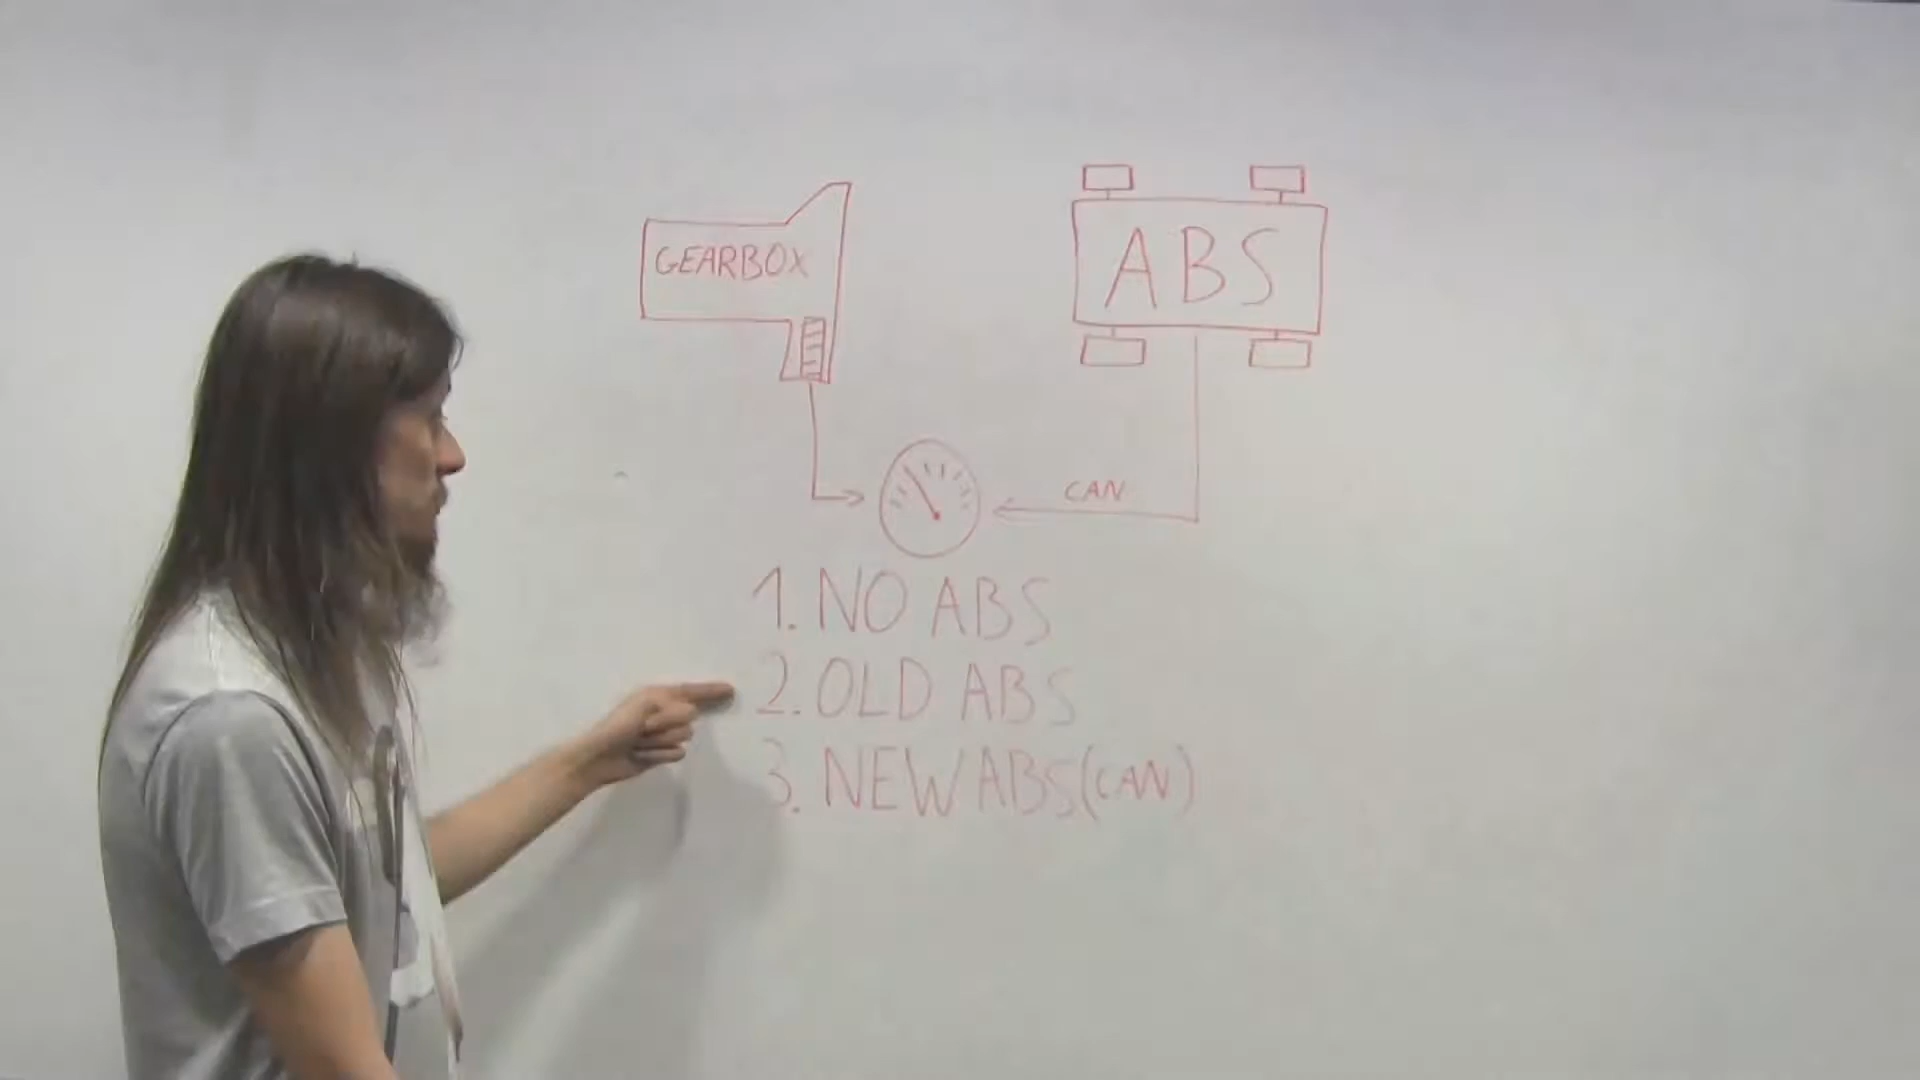 GEARBOX
ABS
CAN
1. NO ABS
2. OLD ABS
3. NEW ABS (CAN)